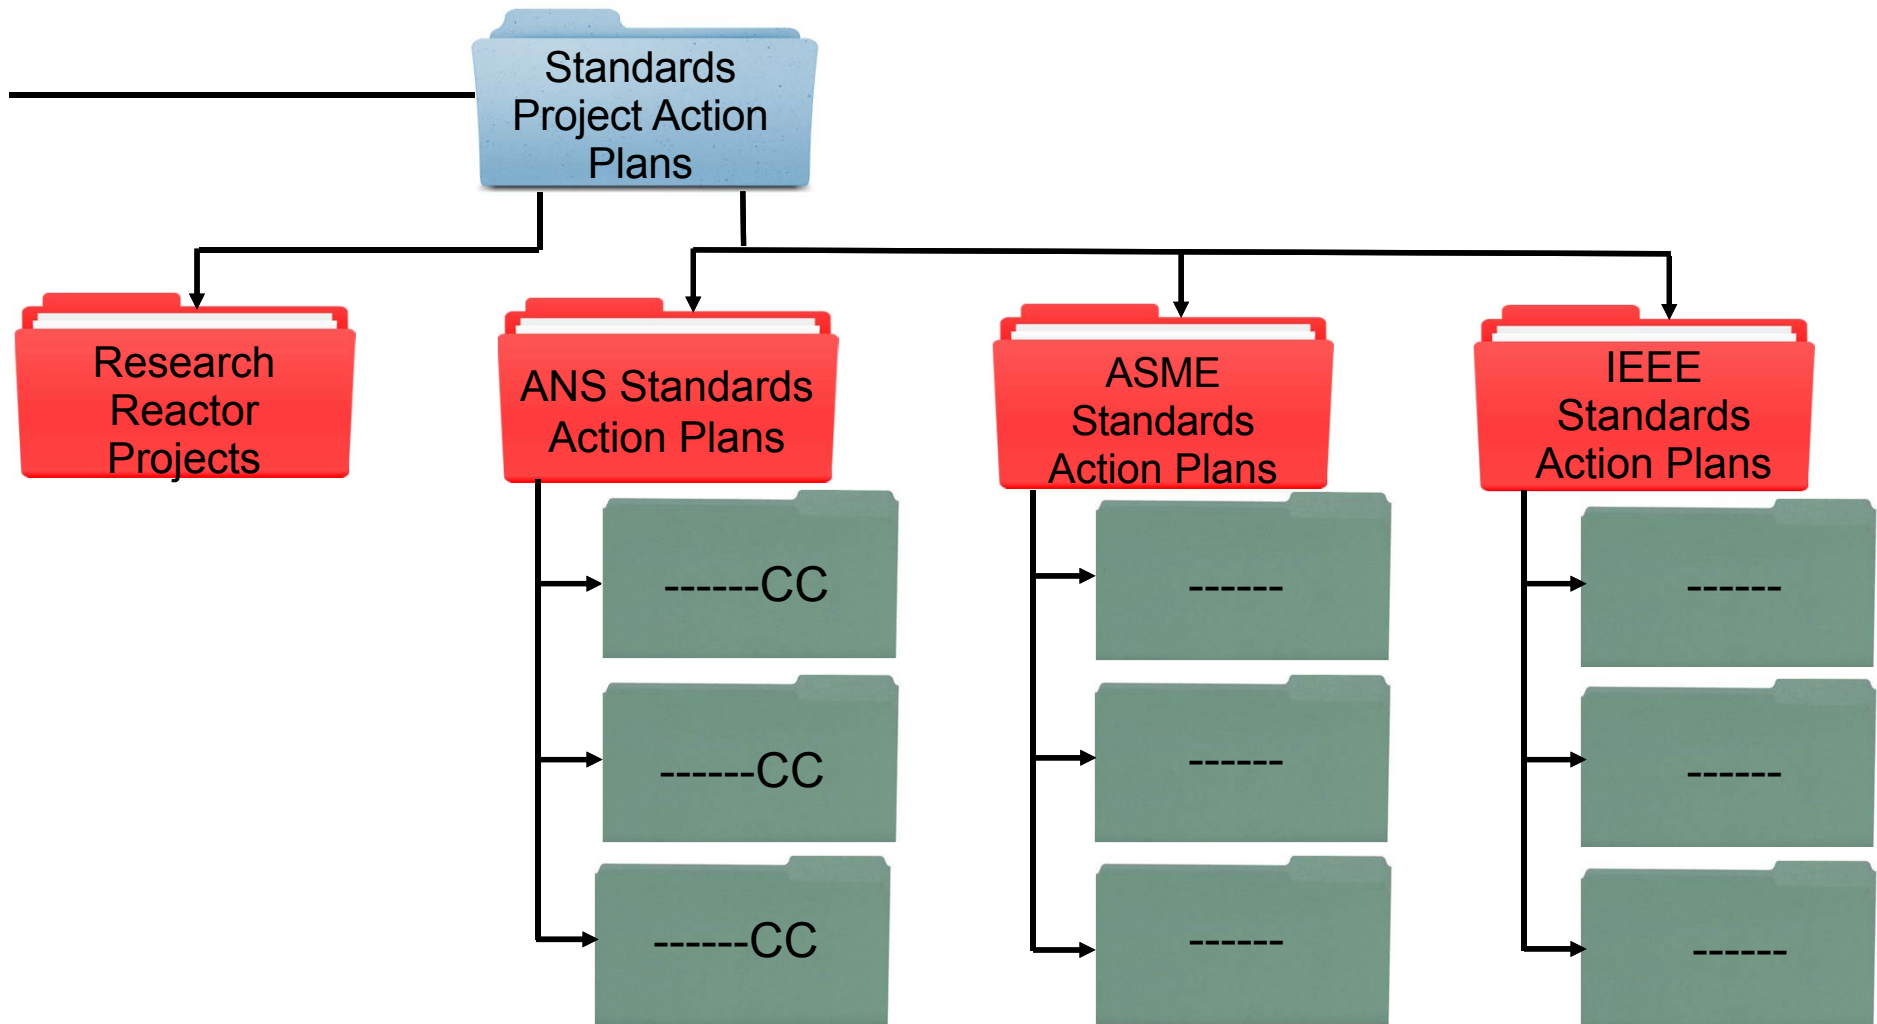 Standards
Project Action
Plans
Research
Reactor
Projects
ANS Standards
Action Plans
ASME
Standards
Action Plans
IEEE
Standards
Action Plans
------CC
------
------
------CC
------
------
------CC
------
------